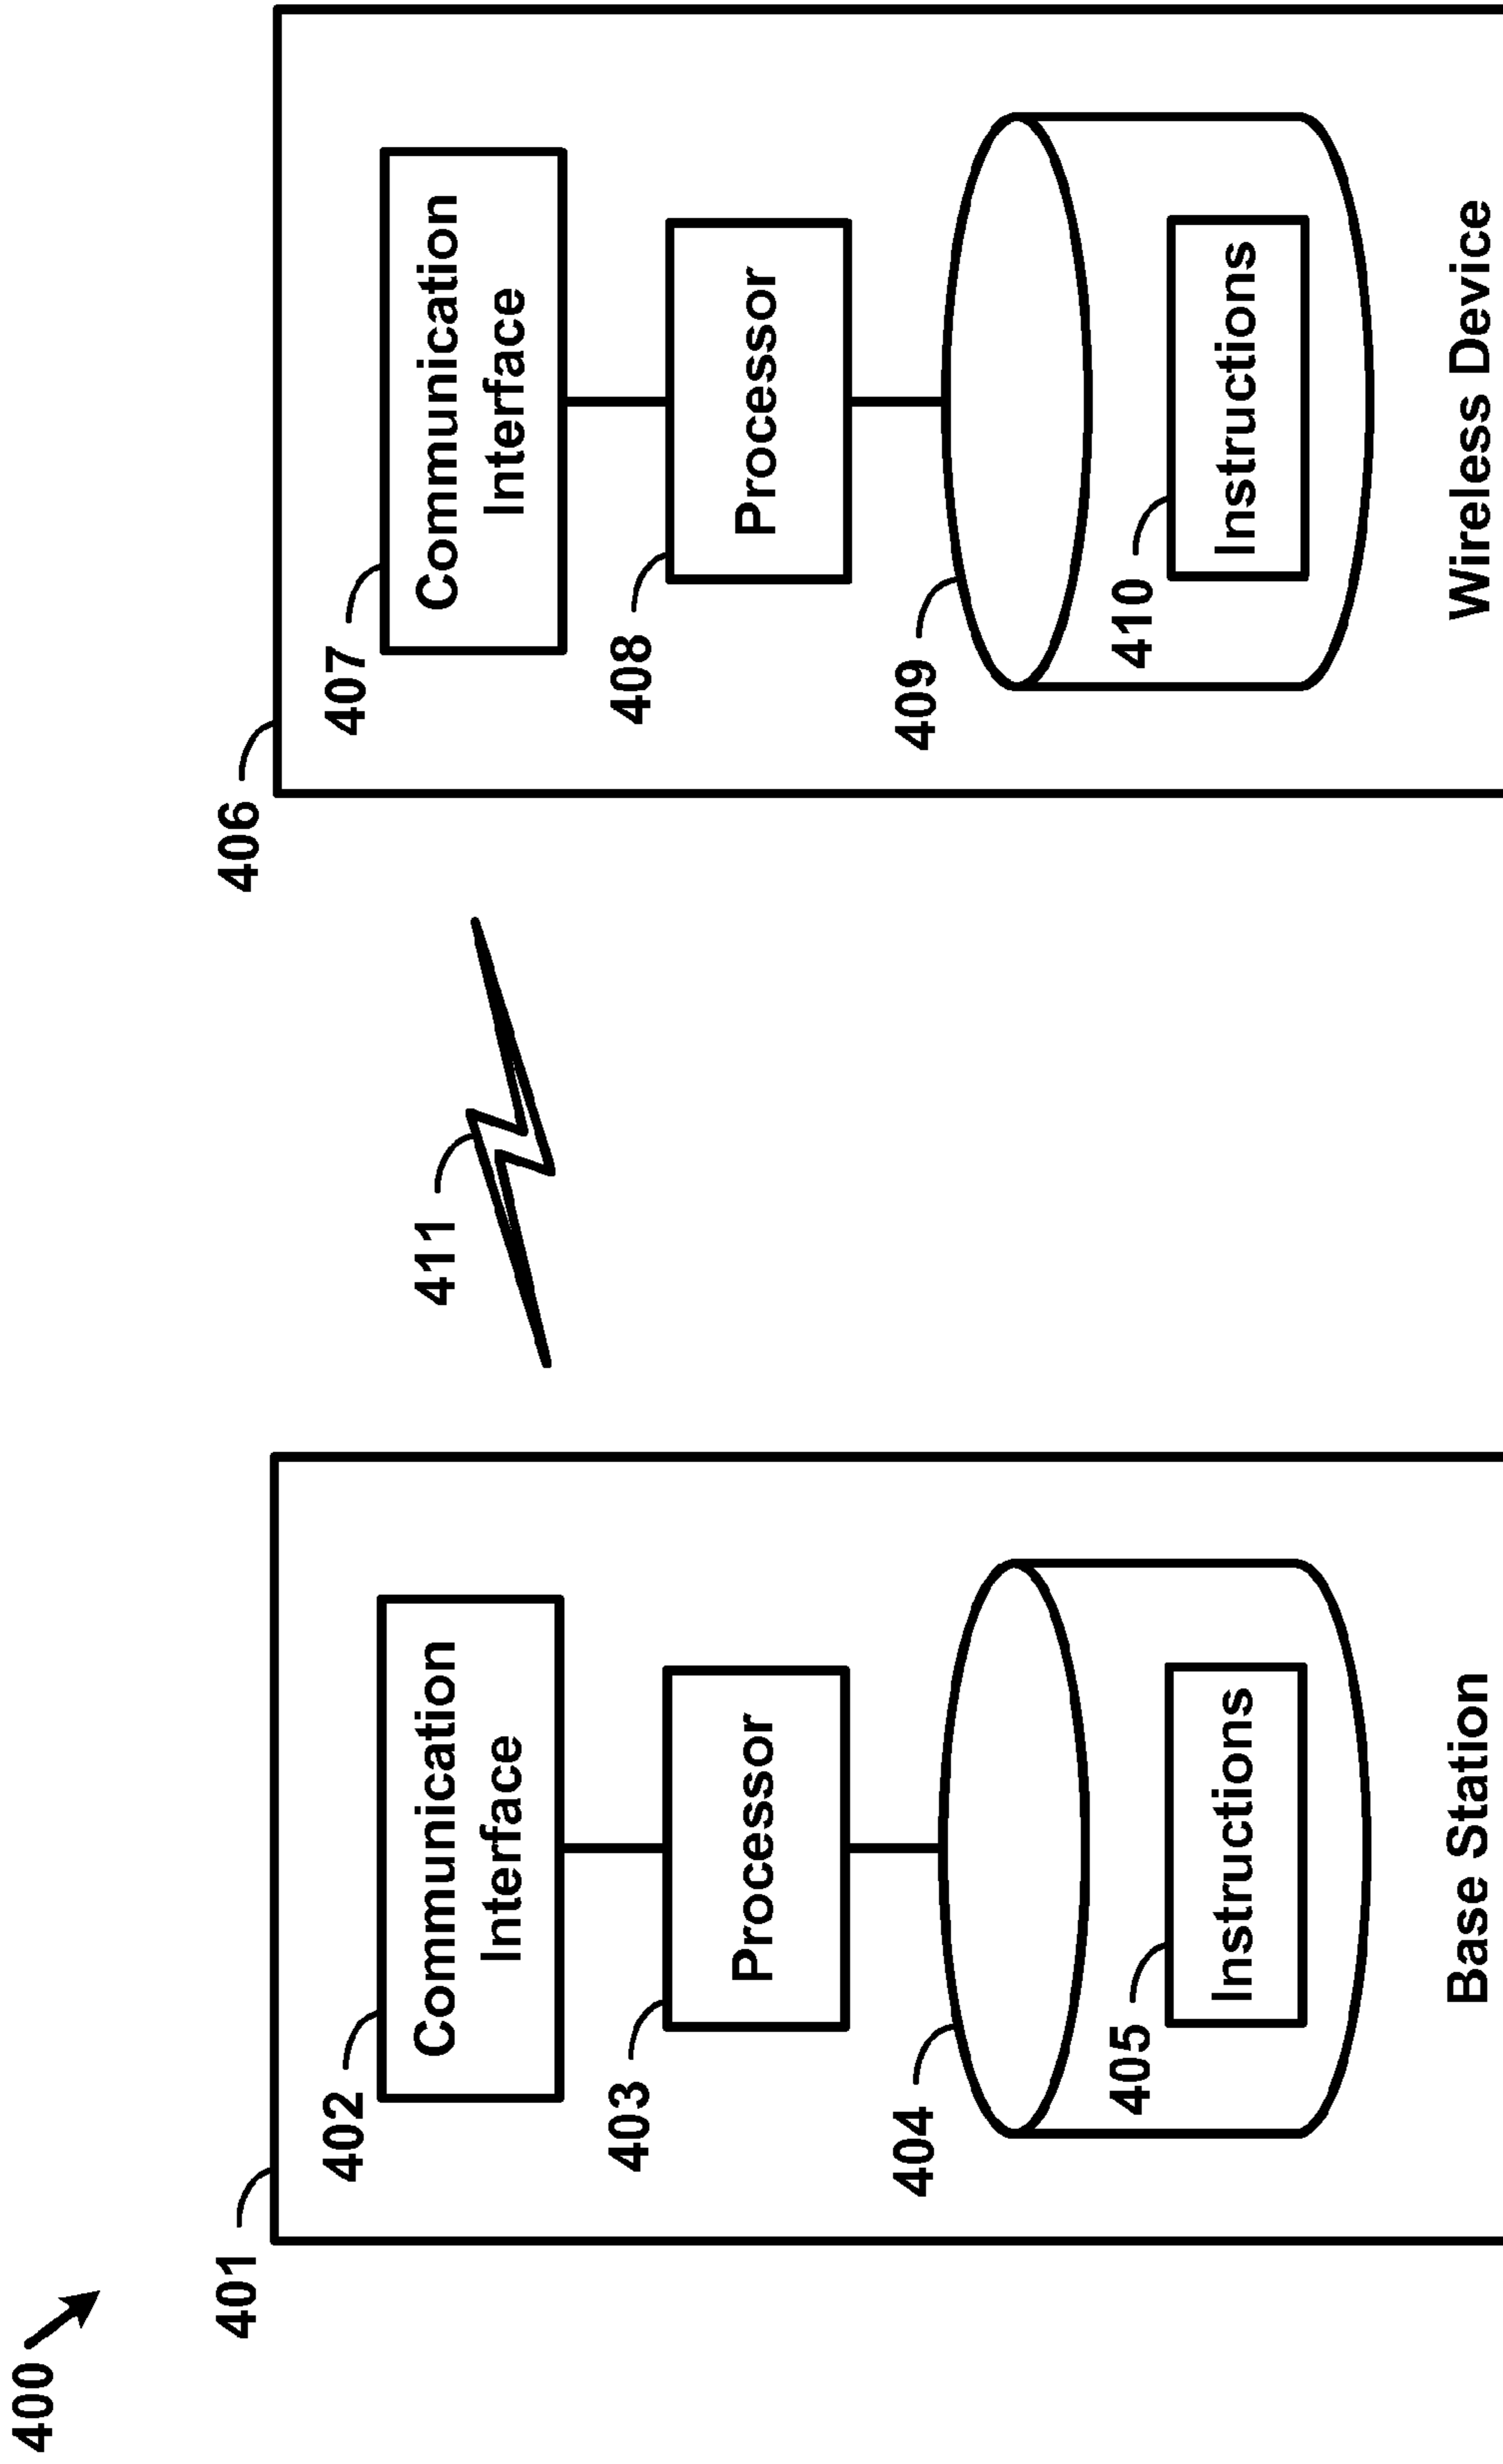 400
401
402
Communication
Interface
403
Processor
404
405
Instructions
Base Station
411
406
407
Communication
Interface
408
Processor
409
410
Instructions
Wireless Device